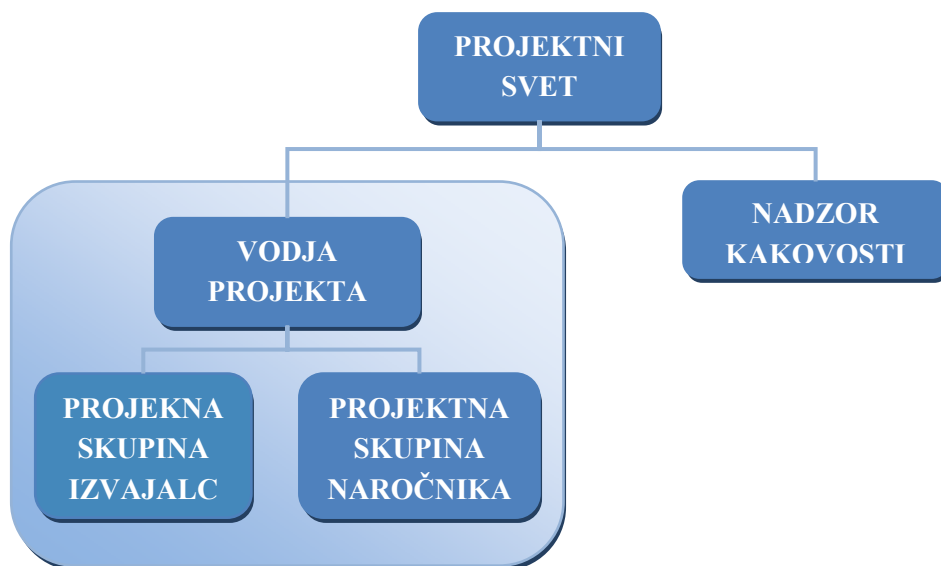 PROJEKTNI
SVET
NADZOR
KAKOVOSTI
VODJA
PROJEKTA
PROJEKNA
SKUPINA
IZVAJALC
PROJEKTNA
SKUPINA
NAROČNIKA